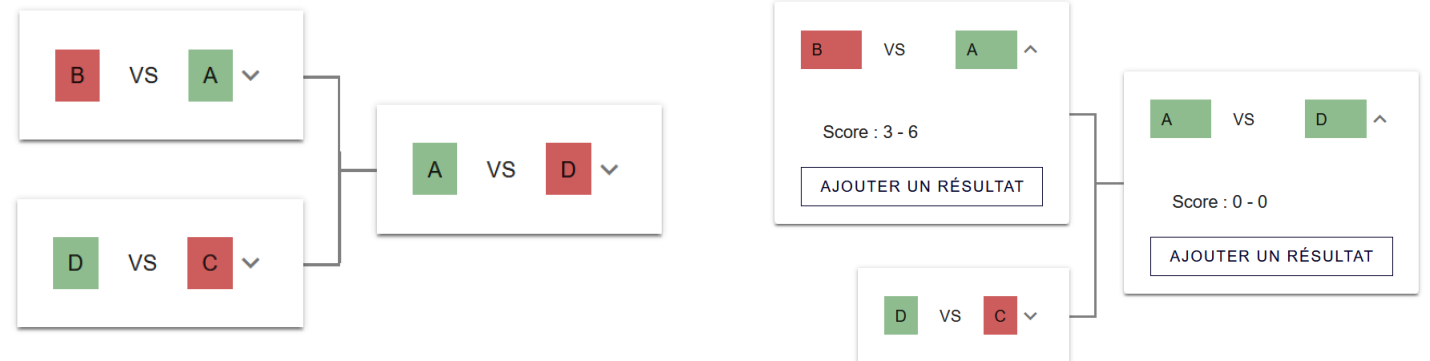 B VS A
D VS C
A VS D
B VS A
Score : 3 - 6
AJOUTER UN RÉSULTAT
D VS C
A VS D
Score : 0 - 0
AJOUTER UN RÉSULTAT